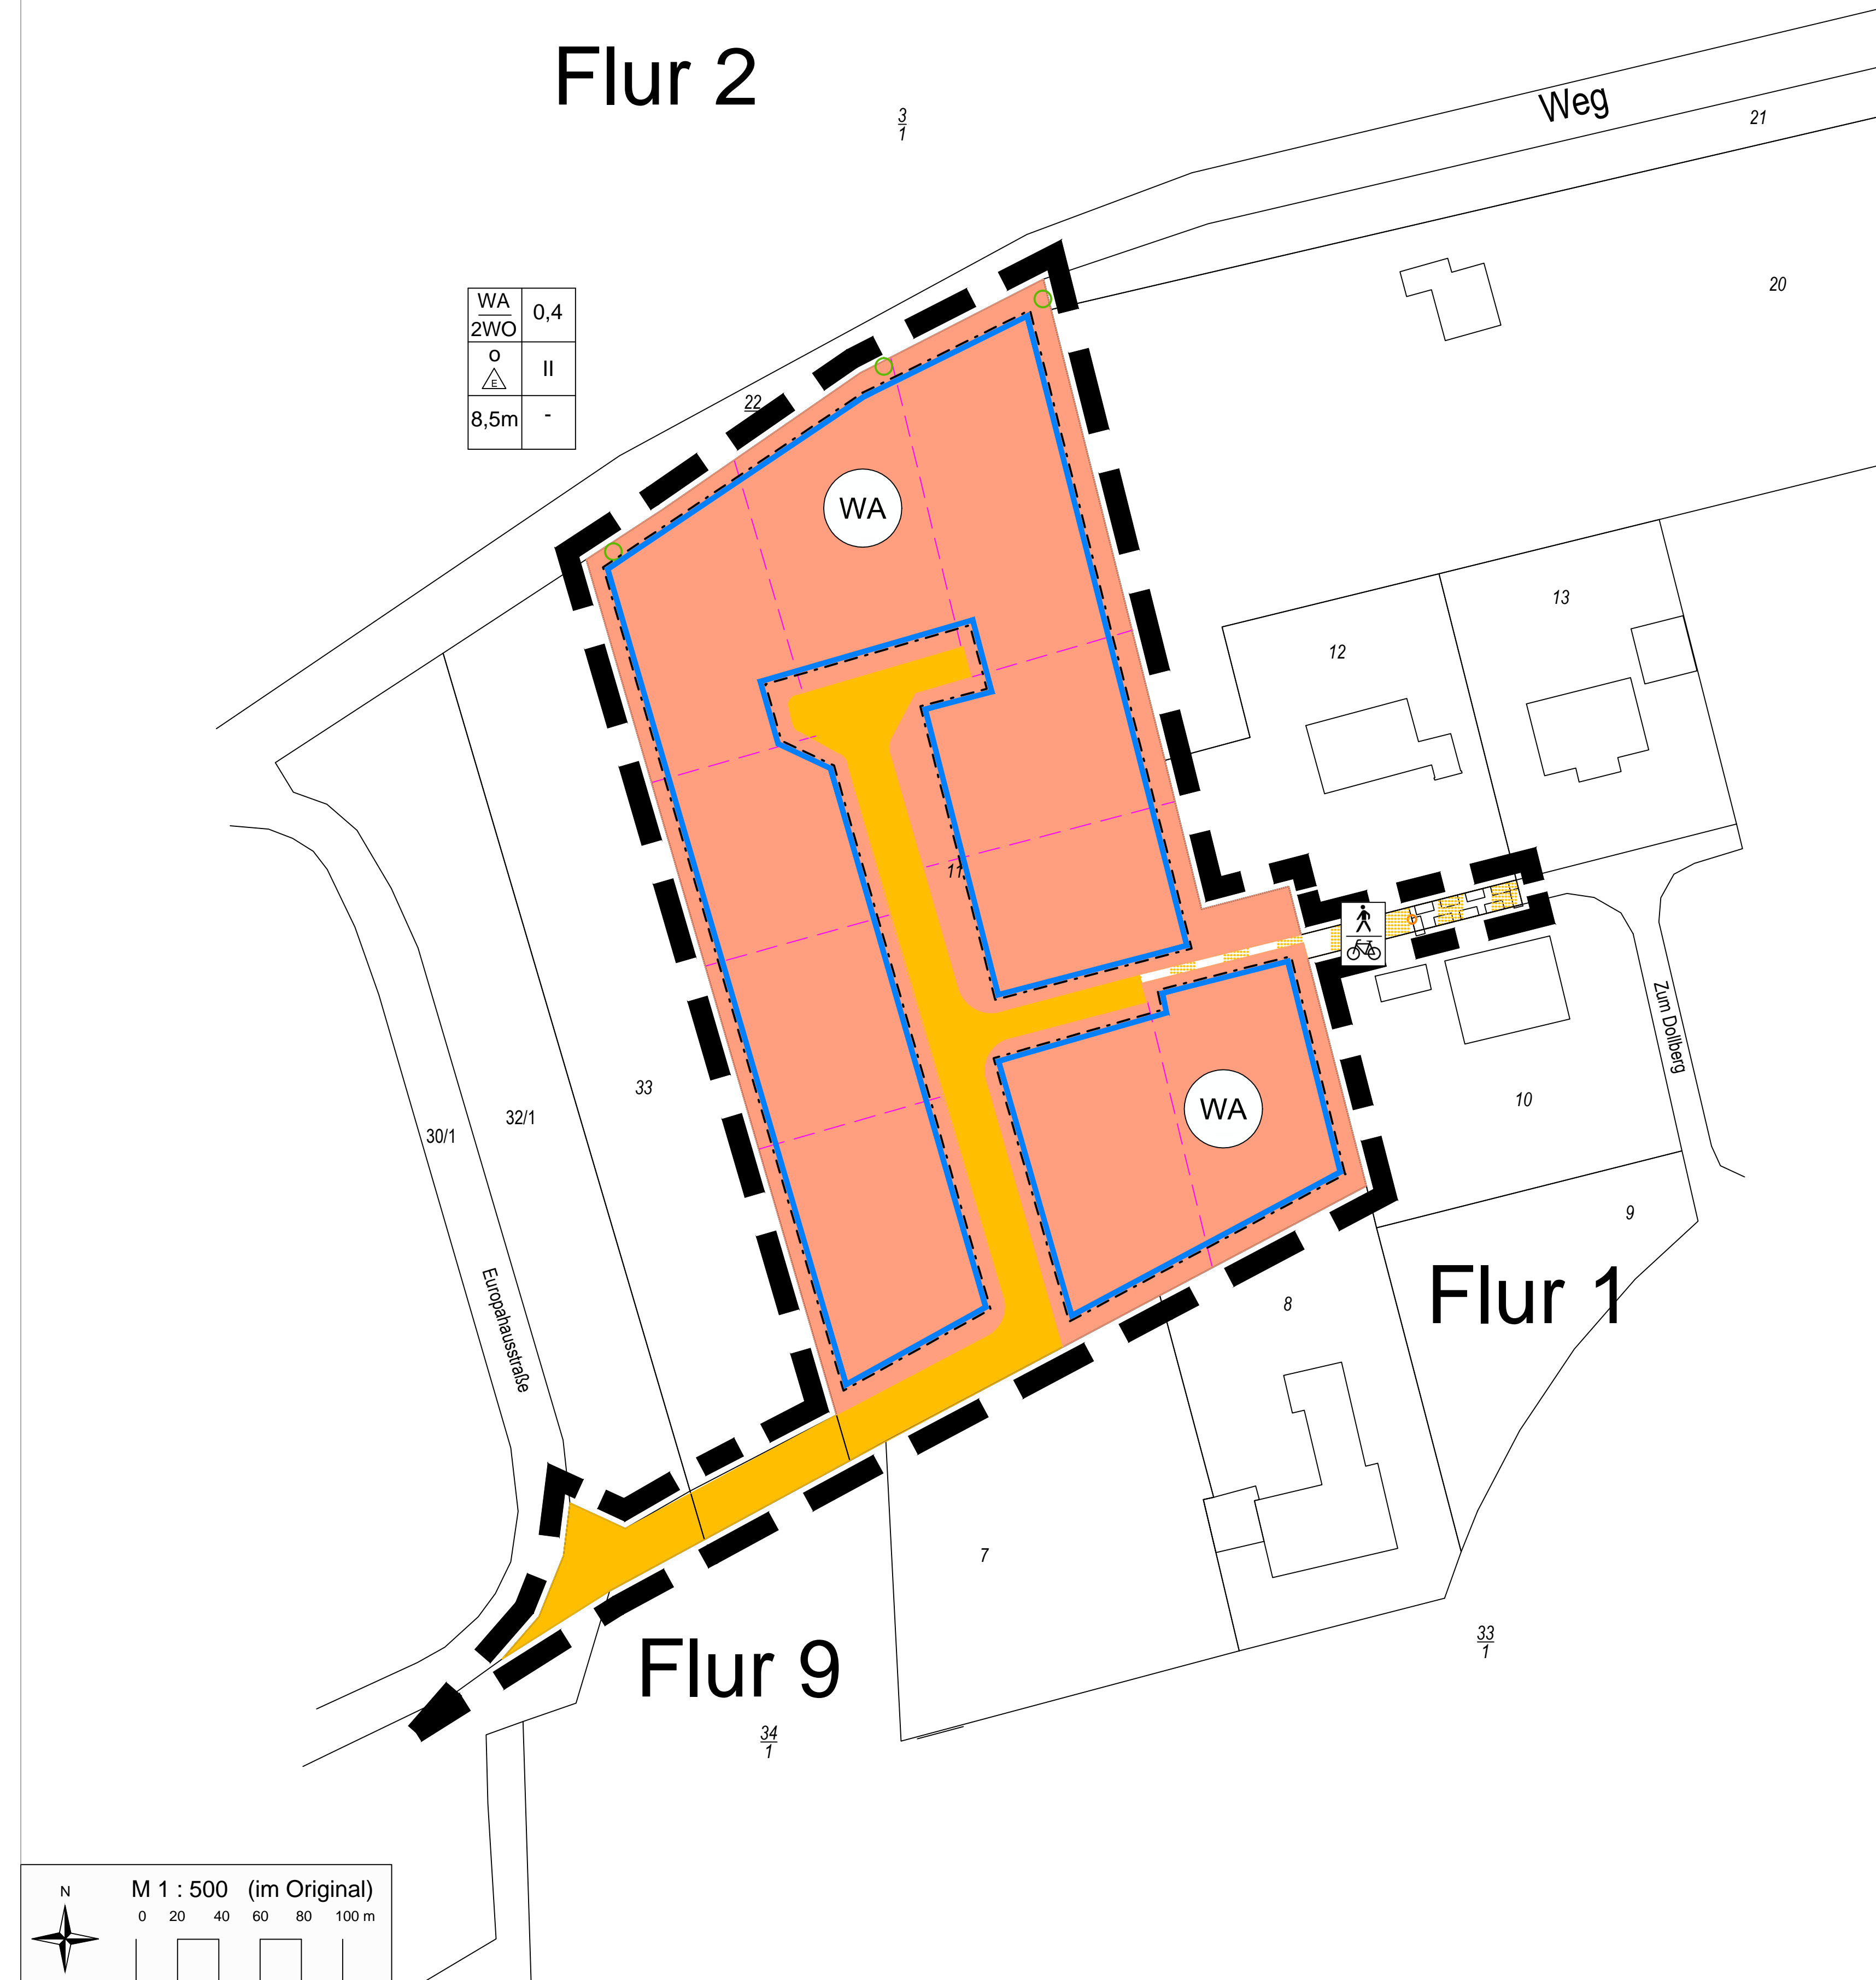 Flur 2
3
1
Weg
21
20
WA
2WO
0,4
o
E
II
8,5m
-
22
WA
13
12
11
33
32/1
30/1
Zum Dollberg
WA
10
9
Europahausstraße
8
Flur 1
7
Flur 9
33
1
34
1
N
M 1 : 500 (im Original)
0 20 40 60 80 100 m